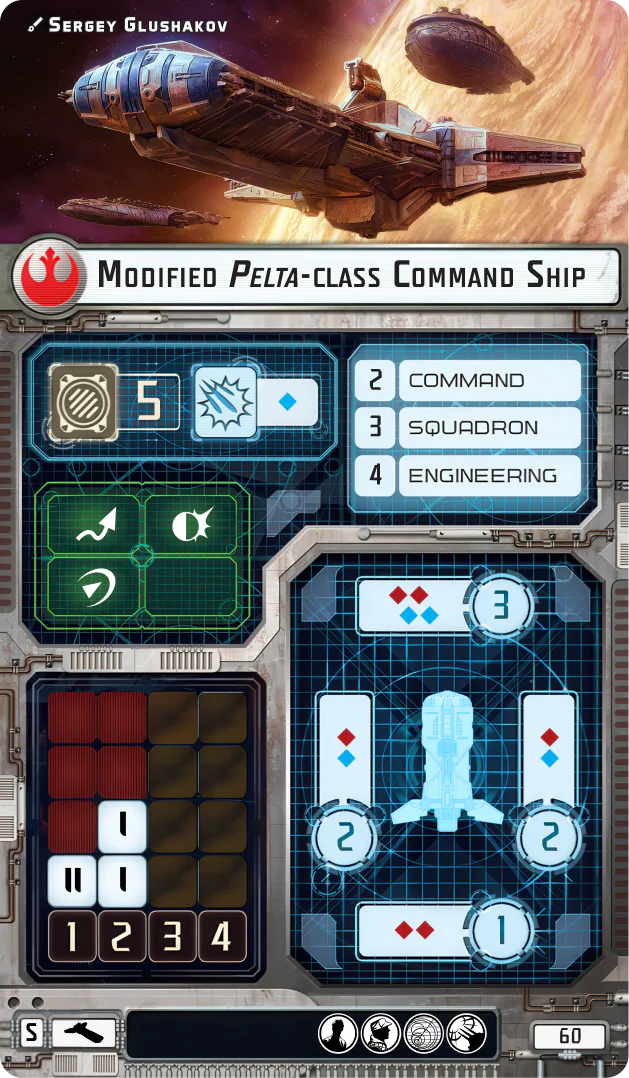 Sergey Glushakov
Modified Pelta-class Command Ship
5
2 COMMAND
3 SQUADRON
4 ENGINEERING
3
2 2
1
I
II I
1 2 3 4
S 60